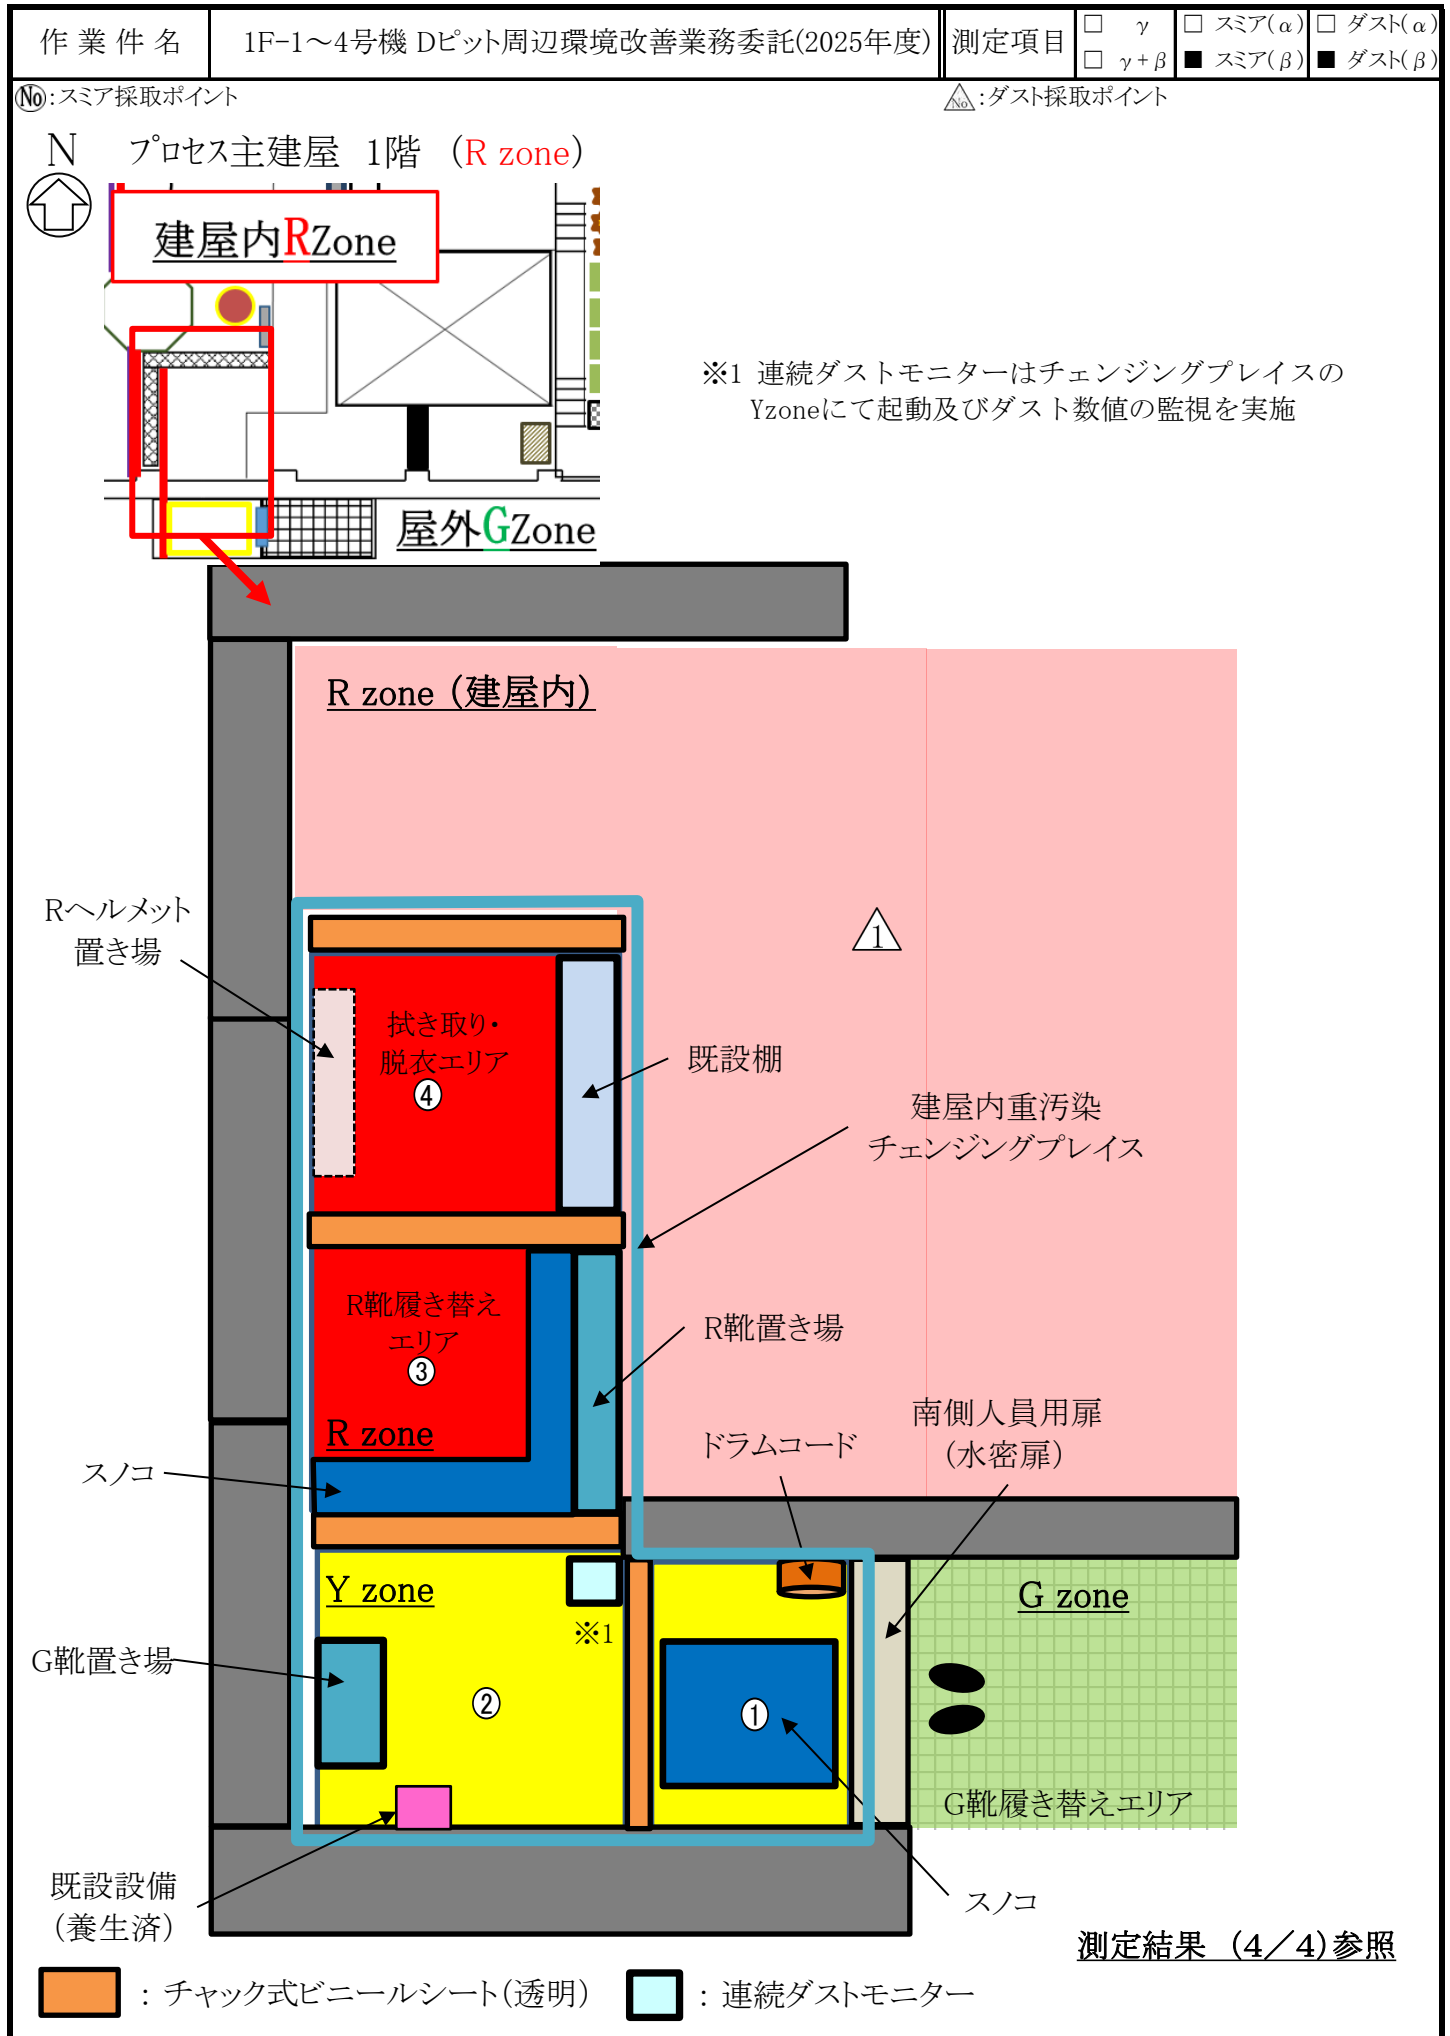 作業件名 1F-1～4号機 Dピット周辺環境改善業務委託(2025年度) 測定項目 □ γ □ スミア(α) □ ダスト(α)
□ γ+β ■ スミア(β) ■ ダスト(β)
No:スミア採取ポイント No:ダスト採取ポイント
N プロセス主建屋 1階 (R zone)
建屋内RZone
※1 連続ダストモニターはチェンジングプレイスの
Yzoneにて起動及びダスト数値の監視を実施
屋外GZone
R zone (建屋内)
Rヘルメット
置き場
1
拭き取り・
脱衣エリア
④
既設棚
建屋内重汚染
チェンジングプレイス
R靴履き替え
エリア
③
R zone
R靴置き場
南側人員用扉
(水密扉)
ドラムコード
スノコ
Y zone
※1
G zone
G靴置き場
②
①
G靴履き替えエリア
既設設備
(養生済)
スノコ
測定結果 (4/4)参照
: チャック式ビニールシート(透明) : 連続ダストモニター